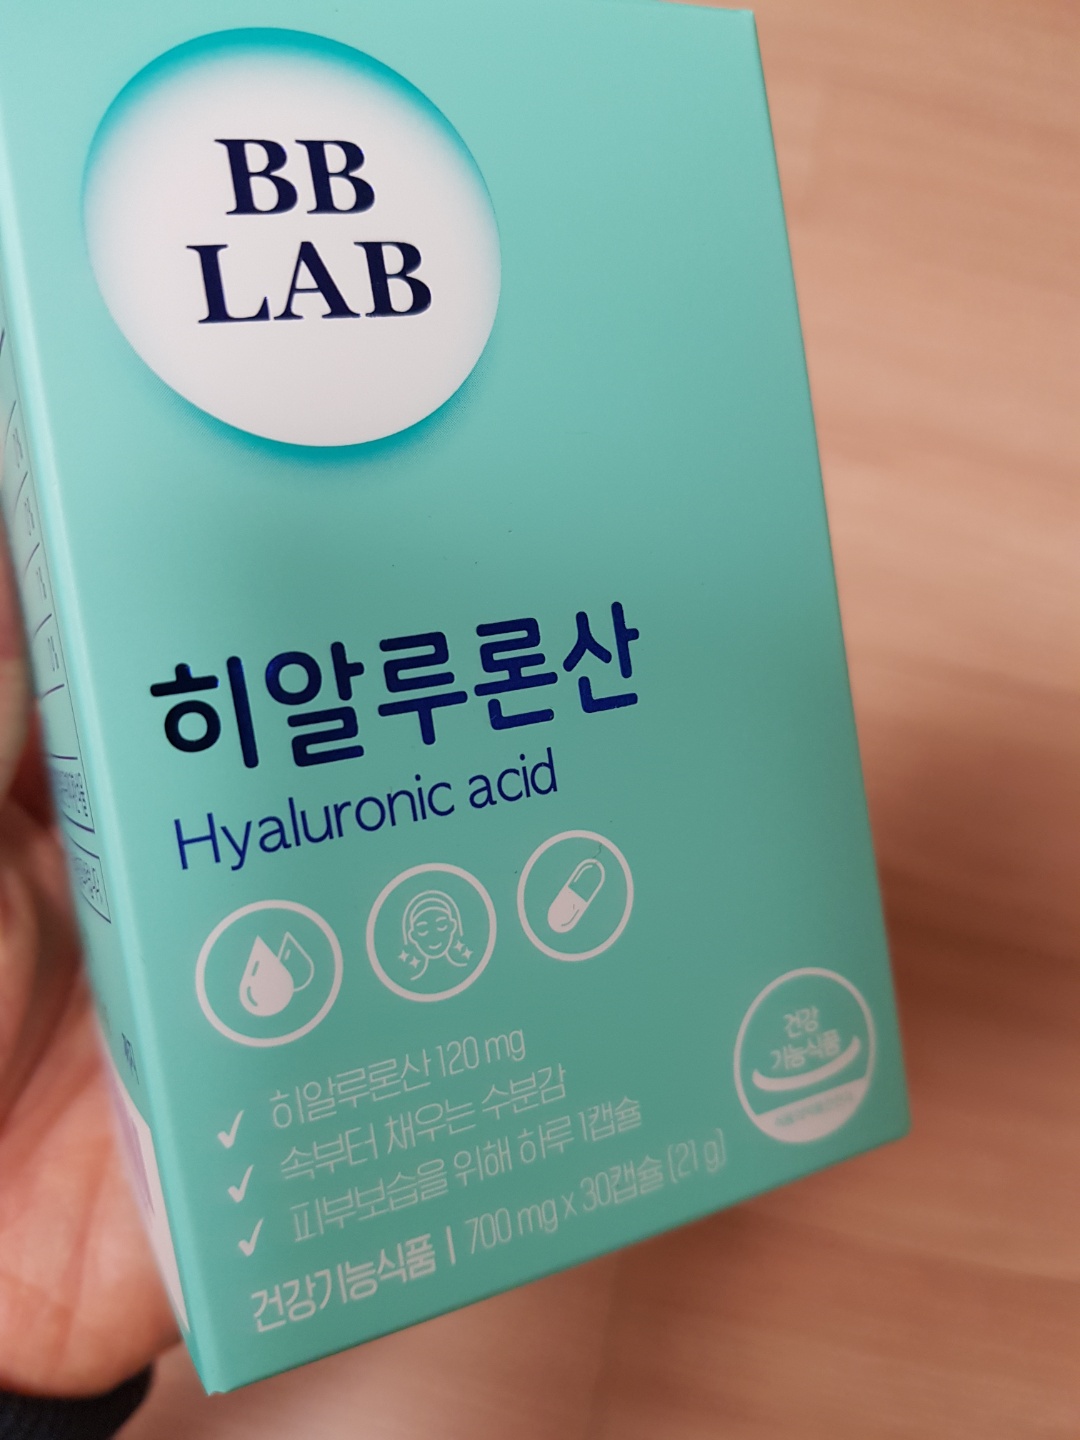 BB
LAB
히알루론산
Hyaluronic acid
히알루론산 120 mg
속부터 채우는 수분감
피부보습을 위해 하루 1캡슐
건강기능식품 | 700 mg x 30캡슐 (21 g)
건강
기능식품